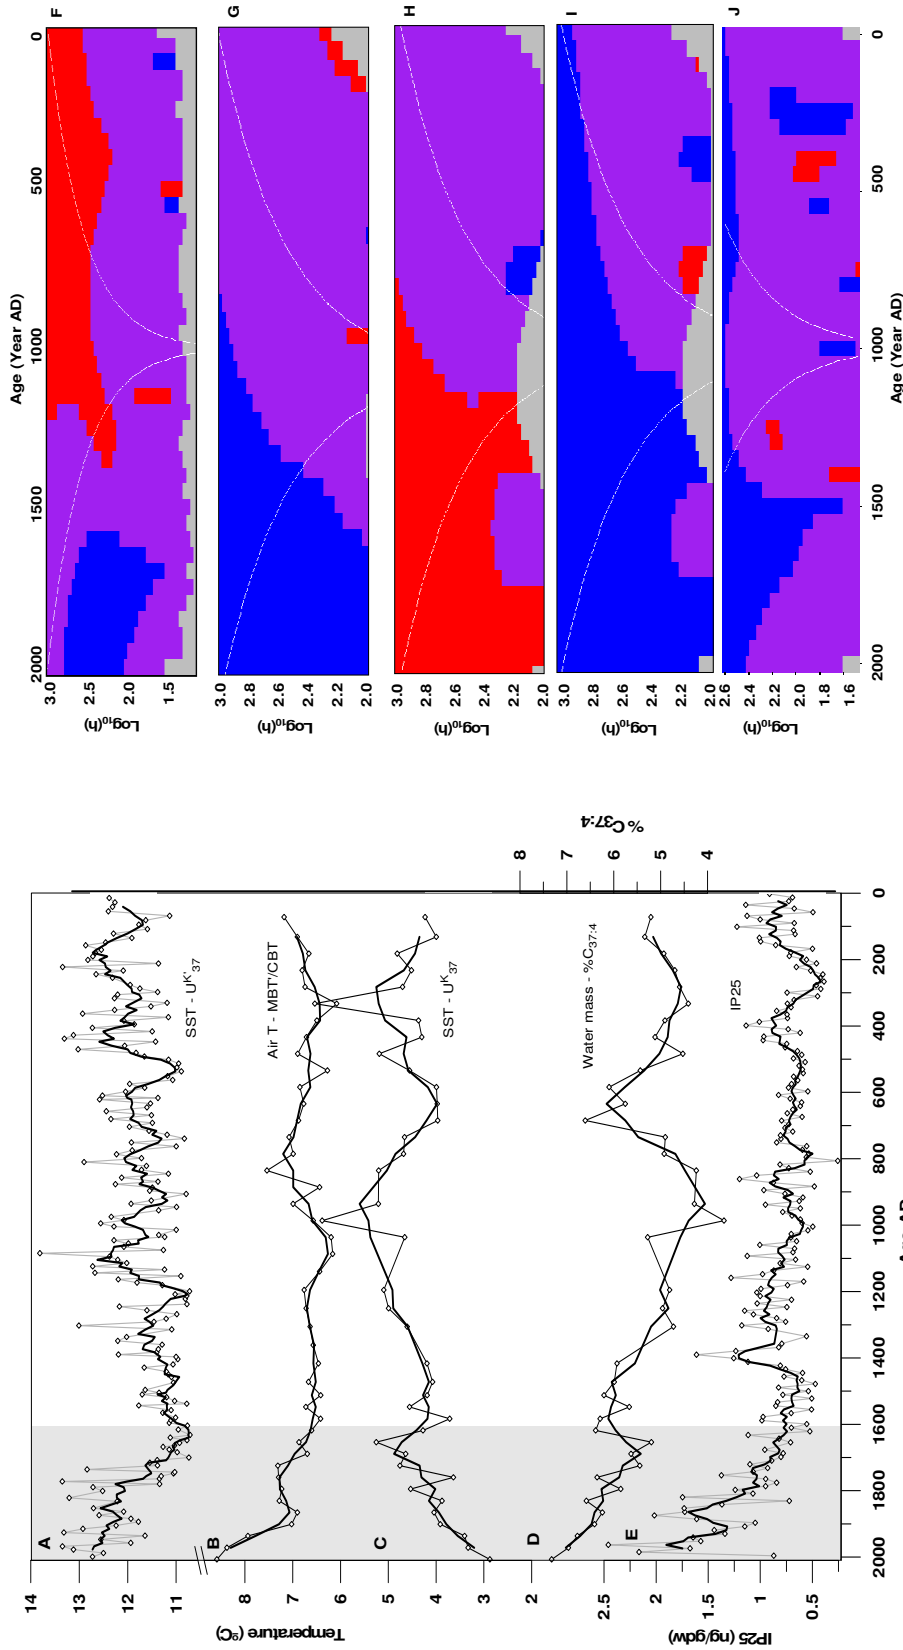 A
14
13
12
11
SST - U^K'_37
B
Air T - MBT'/CBT
Temperature (ºC)
8
7
6
5
4
3
2
C
SST - U^K_37
D
Water mass - %C37:4
%C37:4
8
7
6
5
4
E
IP25
IP25 (ng/gdw)
2.5
2
1.5
1
0.5
2000 1800 1600 1400 1200 1000 800 600 400 200 0
Age AD
Age (Year AD)
2000 1500 1000 500 0
F
Log10(h)
3.0
2.5
2.0
1.5
G
Log10(h)
3.0
2.8
2.6
2.4
2.2
2.0
H
Log10(h)
3.0
2.8
2.6
2.4
2.2
2.0
I
Log10(h)
3.0
2.8
2.6
2.4
2.2
2.0
J
Log10(h)
2.6
2.4
2.2
2.0
1.8
1.6
2000 1500 1000 500 0
Age (Year AD)